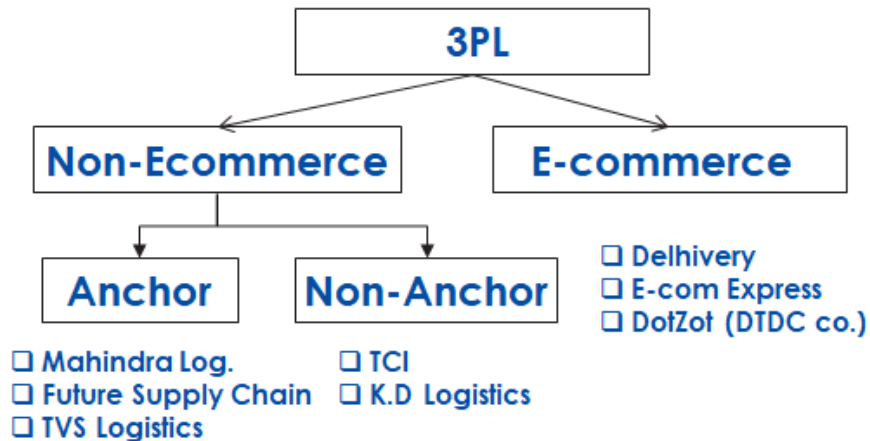 3PL
Non-Ecommerce
E-commerce
Anchor
Non-Anchor
❑ Delhivery
❑ E-com Express
❑ DotZot (DTDC co.)
❑ Mahindra Log.
❑ Future Supply Chain
❑ TVS Logistics
❑ TCI
❑ K.D Logistics